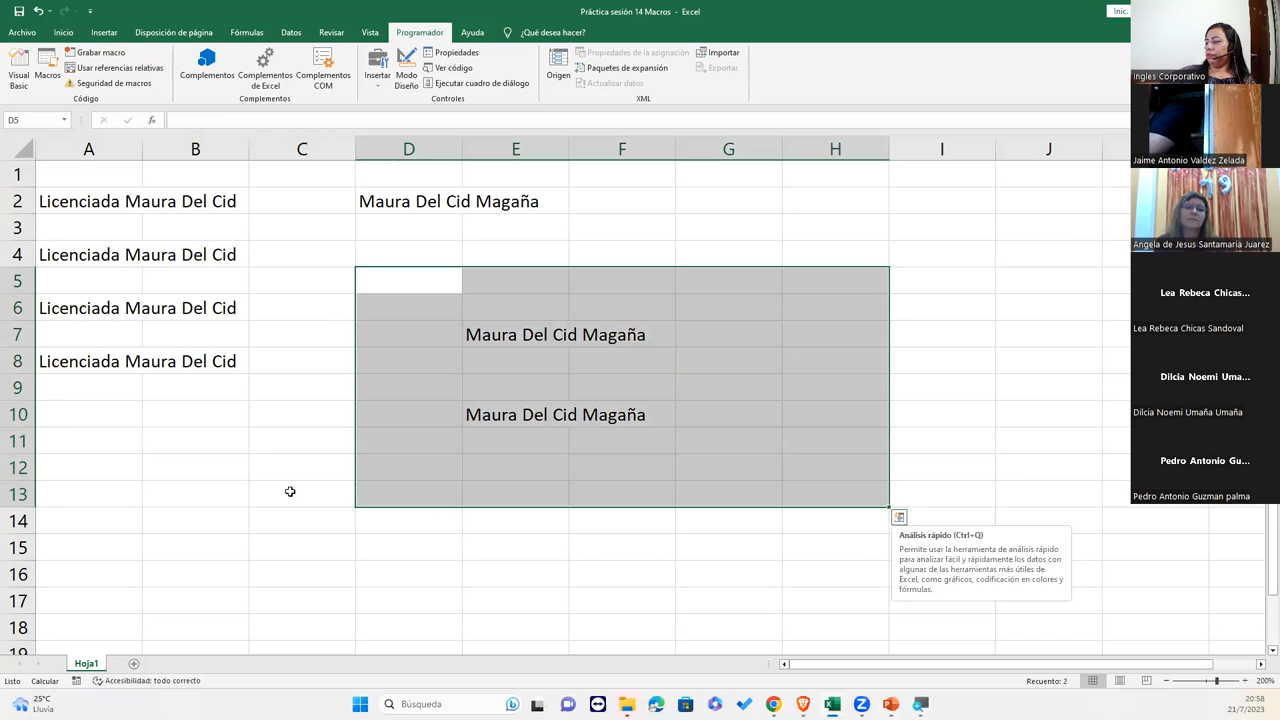 Práctica sesión 14 Macros - Excel
Inic.
Archivo Inicio Insertar Disposición de página Fórmulas Datos Revisar Vista Programador Ayuda ¿Qué desea hacer?
Visual Basic
Macros
Grabar macro
Usar referencias relativas
Seguridad de macros
Código
Complementos
Complementos de Excel
Complementos COM
Complementos
Insertar
Modo Diseño
Propiedades
Ver código
Ejecutar cuadro de diálogo
Controles
Origen
Propiedades de la asignación
Paquetes de expansión
Actualizar datos
Importar
Exportar
XML
D5
fx
A B C D E F G H I J
1
2 Licenciada Maura Del Cid Maura Del Cid Magaña
3
4 Licenciada Maura Del Cid
5
6 Licenciada Maura Del Cid
7 Maura Del Cid Magaña
8 Licenciada Maura Del Cid
9
10 Maura Del Cid Magaña
11
12
13
14
15
16
17
18
19
Análisis rápido (Ctrl+Q)
Permite usar la herramienta de análisis rápido
para analizar fácil y rápidamente los datos con
algunas de las herramientas más útiles de
Excel, como gráficos, codificación en colores y
fórmulas.
Ingles Corporativo
Jaime Antonio Valdez Zelada
49
Angela de Jesus Santamaria Juarez
Lea Rebeca Chicas...
Lea Rebeca Chicas Sandoval
Dilcia Noemi Uma...
Dilcia Noemi Umaña Umaña
Pedro Antonio Gu...
Pedro Antonio Guzman palma
Hoja1
Listo Calcular Accesibilidad: todo correcto
Recuento: 2
200%
25°C
Lluvia
Búsqueda
20:58
21/7/2023